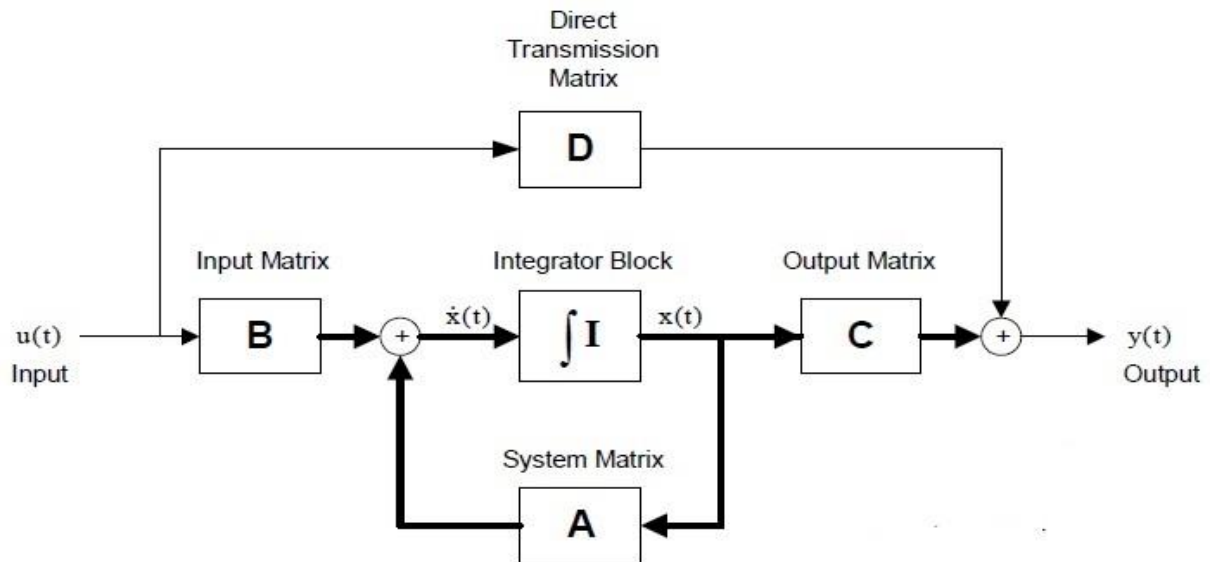 Direct
Transmission
Matrix
D
Input Matrix
Integrator Block
Output Matrix
u(t)
Input
B
+
ẋ(t)
∫I
x(t)
C
+
y(t)
Output
System Matrix
A